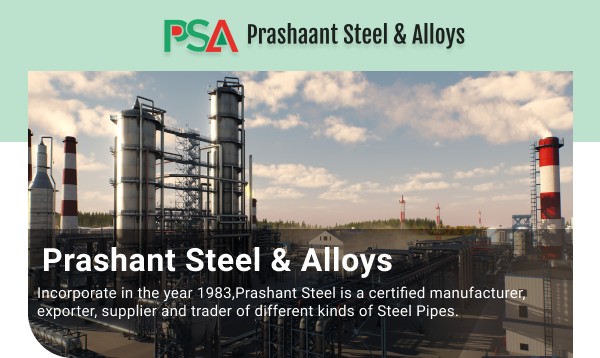 PSA Prashaant Steel & Alloys
Prashant Steel & Alloys
Incorporate in the year 1983,Prashant Steel is a certified manufacturer,
exporter, supplier and trader of different kinds of Steel Pipes.